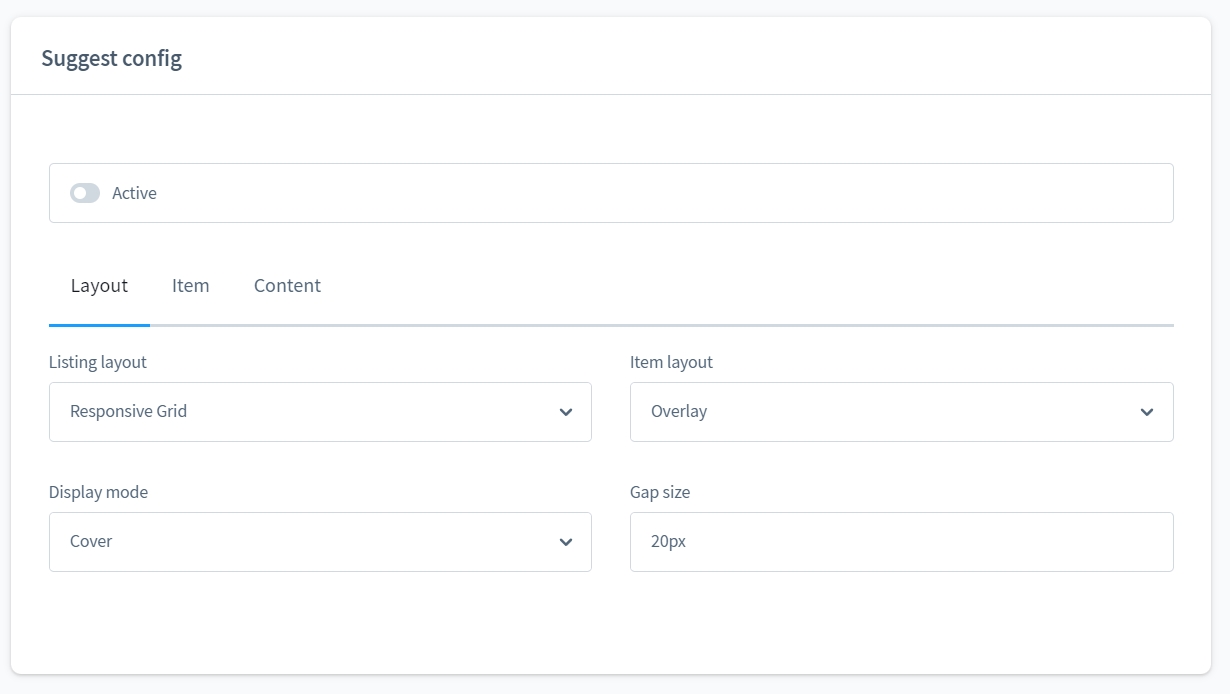 Suggest config
Active
Layout Item Content
Listing layout Item layout
Responsive Grid Overlay
Display mode Gap size
Cover 20px